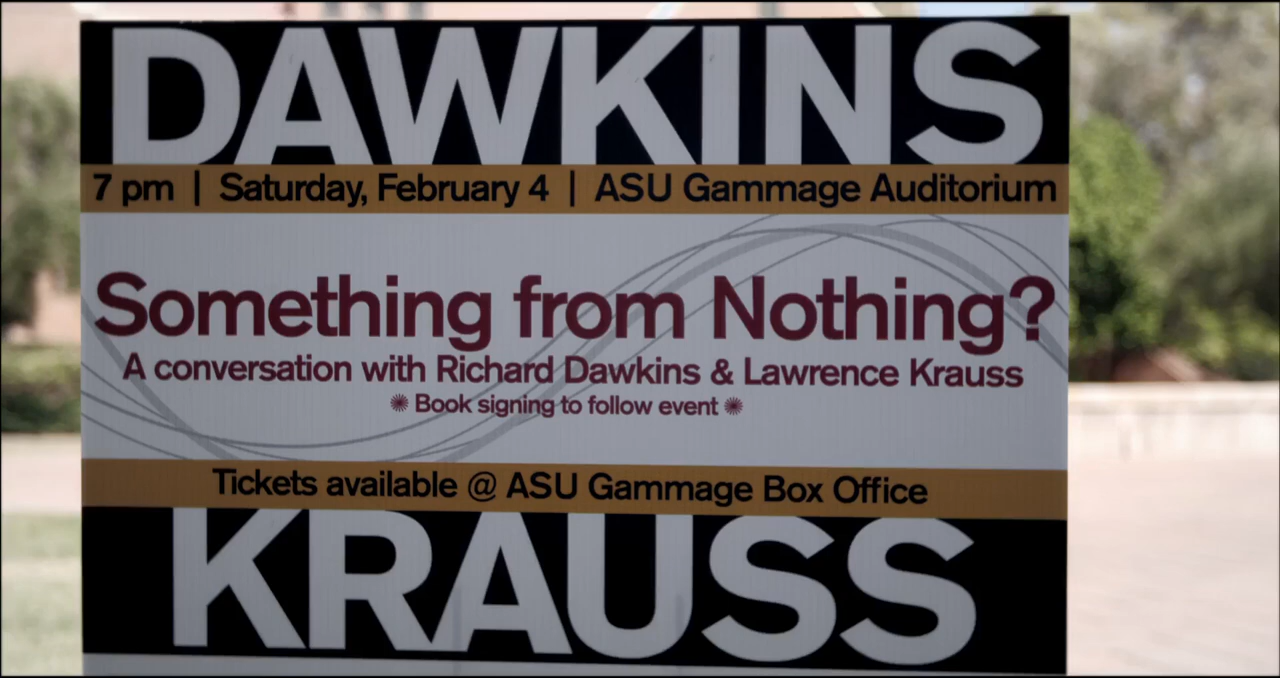 DAWKINS
7 pm | Saturday, February 4 | ASU Gammage Auditorium
Something from Nothing?
A conversation with Richard Dawkins & Lawrence Krauss
✺ Book signing to follow event ✺
Tickets available @ ASU Gammage Box Office
KRAUSS